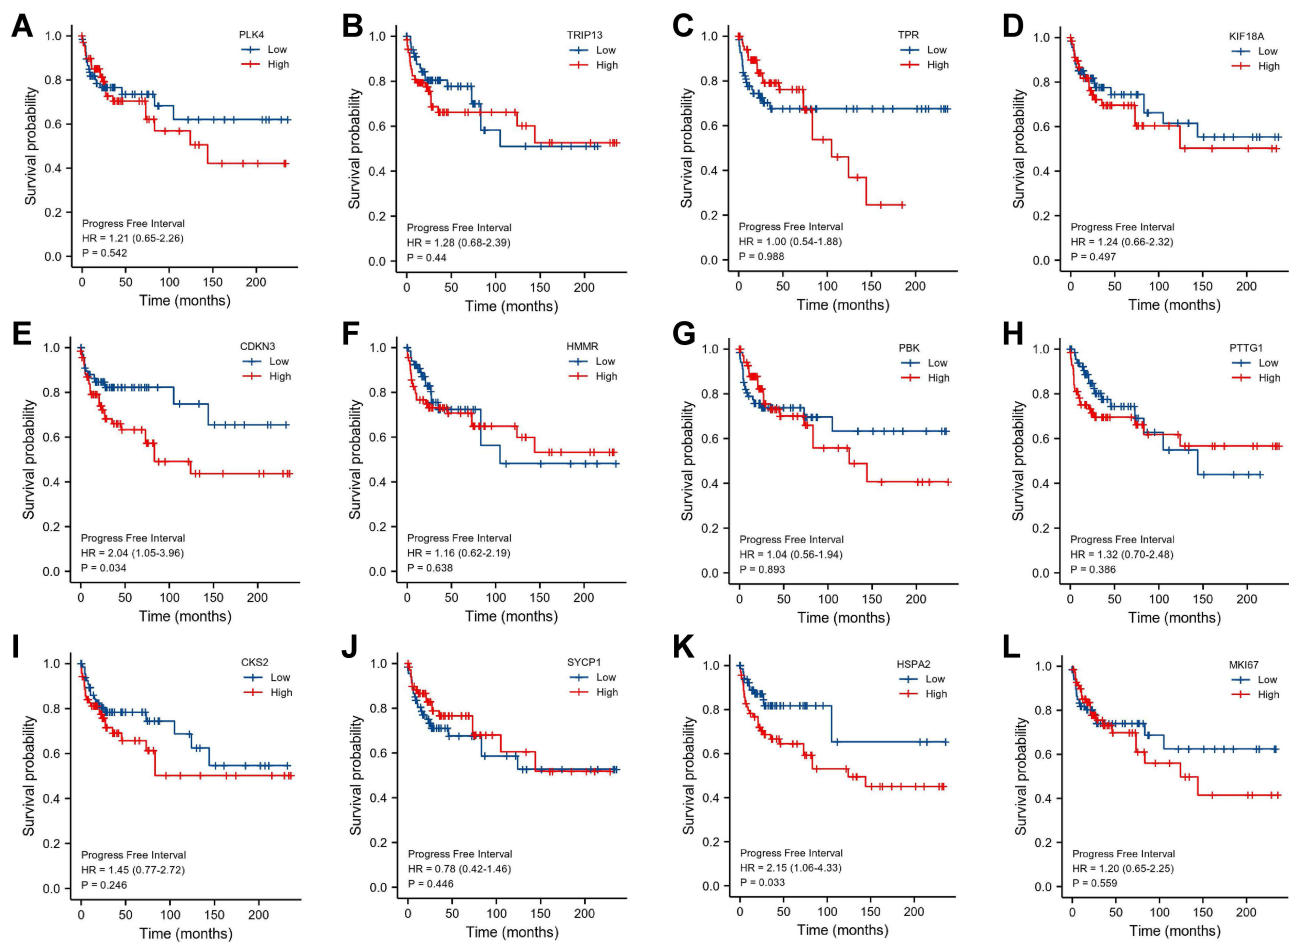 A
PLK4
Low
High
Survival probability
1.0
0.8
0.6
0.4
0.2
0.0
Progress Free Interval
HR = 1.21 (0.65-2.26)
P = 0.542
0 50 100 150 200
Time (months)
B
TRIP13
Low
High
Survival probability
1.0
0.8
0.6
0.4
0.2
0.0
Progress Free Interval
HR = 1.28 (0.68-2.39)
P = 0.44
0 50 100 150 200
Time (months)
C
TPR
Low
High
Survival probability
1.0
0.8
0.6
0.4
0.2
0.0
Progress Free Interval
HR = 1.00 (0.54-1.88)
P = 0.988
0 50 100 150 200
Time (months)
D
KIF18A
Low
High
Survival probability
1.0
0.8
0.6
0.4
0.2
0.0
Progress Free Interval
HR = 1.24 (0.66-2.32)
P = 0.497
0 50 100 150 200
Time (months)
E
CDKN3
Low
High
Survival probability
1.0
0.8
0.6
0.4
0.2
0.0
Progress Free Interval
HR = 2.04 (1.05-3.96)
P = 0.034
0 50 100 150 200
Time (months)
F
HMMR
Low
High
Survival probability
1.0
0.8
0.6
0.4
0.2
0.0
Progress Free Interval
HR = 1.16 (0.62-2.19)
P = 0.638
0 50 100 150 200
Time (months)
G
PBK
Low
High
Survival probability
1.0
0.8
0.6
0.4
0.2
0.0
Progress Free Interval
HR = 1.04 (0.56-1.94)
P = 0.893
0 50 100 150 200
Time (months)
H
PTTG1
Low
High
Survival probability
1.0
0.8
0.6
0.4
0.2
0.0
Progress Free Interval
HR = 1.32 (0.70-2.48)
P = 0.386
0 50 100 150 200
Time (months)
I
CKS2
Low
High
Survival probability
1.0
0.8
0.6
0.4
0.2
0.0
Progress Free Interval
HR = 1.45 (0.77-2.72)
P = 0.246
0 50 100 150 200
Time (months)
J
SYCP1
Low
High
Survival probability
1.0
0.8
0.6
0.4
0.2
0.0
Progress Free Interval
HR = 0.78 (0.42-1.46)
P = 0.446
0 50 100 150 200
Time (months)
K
HSPA2
Low
High
Survival probability
1.0
0.8
0.6
0.4
0.2
0.0
Progress Free Interval
HR = 2.15 (1.06-4.33)
P = 0.033
0 50 100 150 200
Time (months)
L
MKI67
Low
High
Survival probability
1.0
0.8
0.6
0.4
0.2
0.0
Progress Free Interval
HR = 1.20 (0.65-2.25)
P = 0.559
0 50 100 150 200
Time (months)